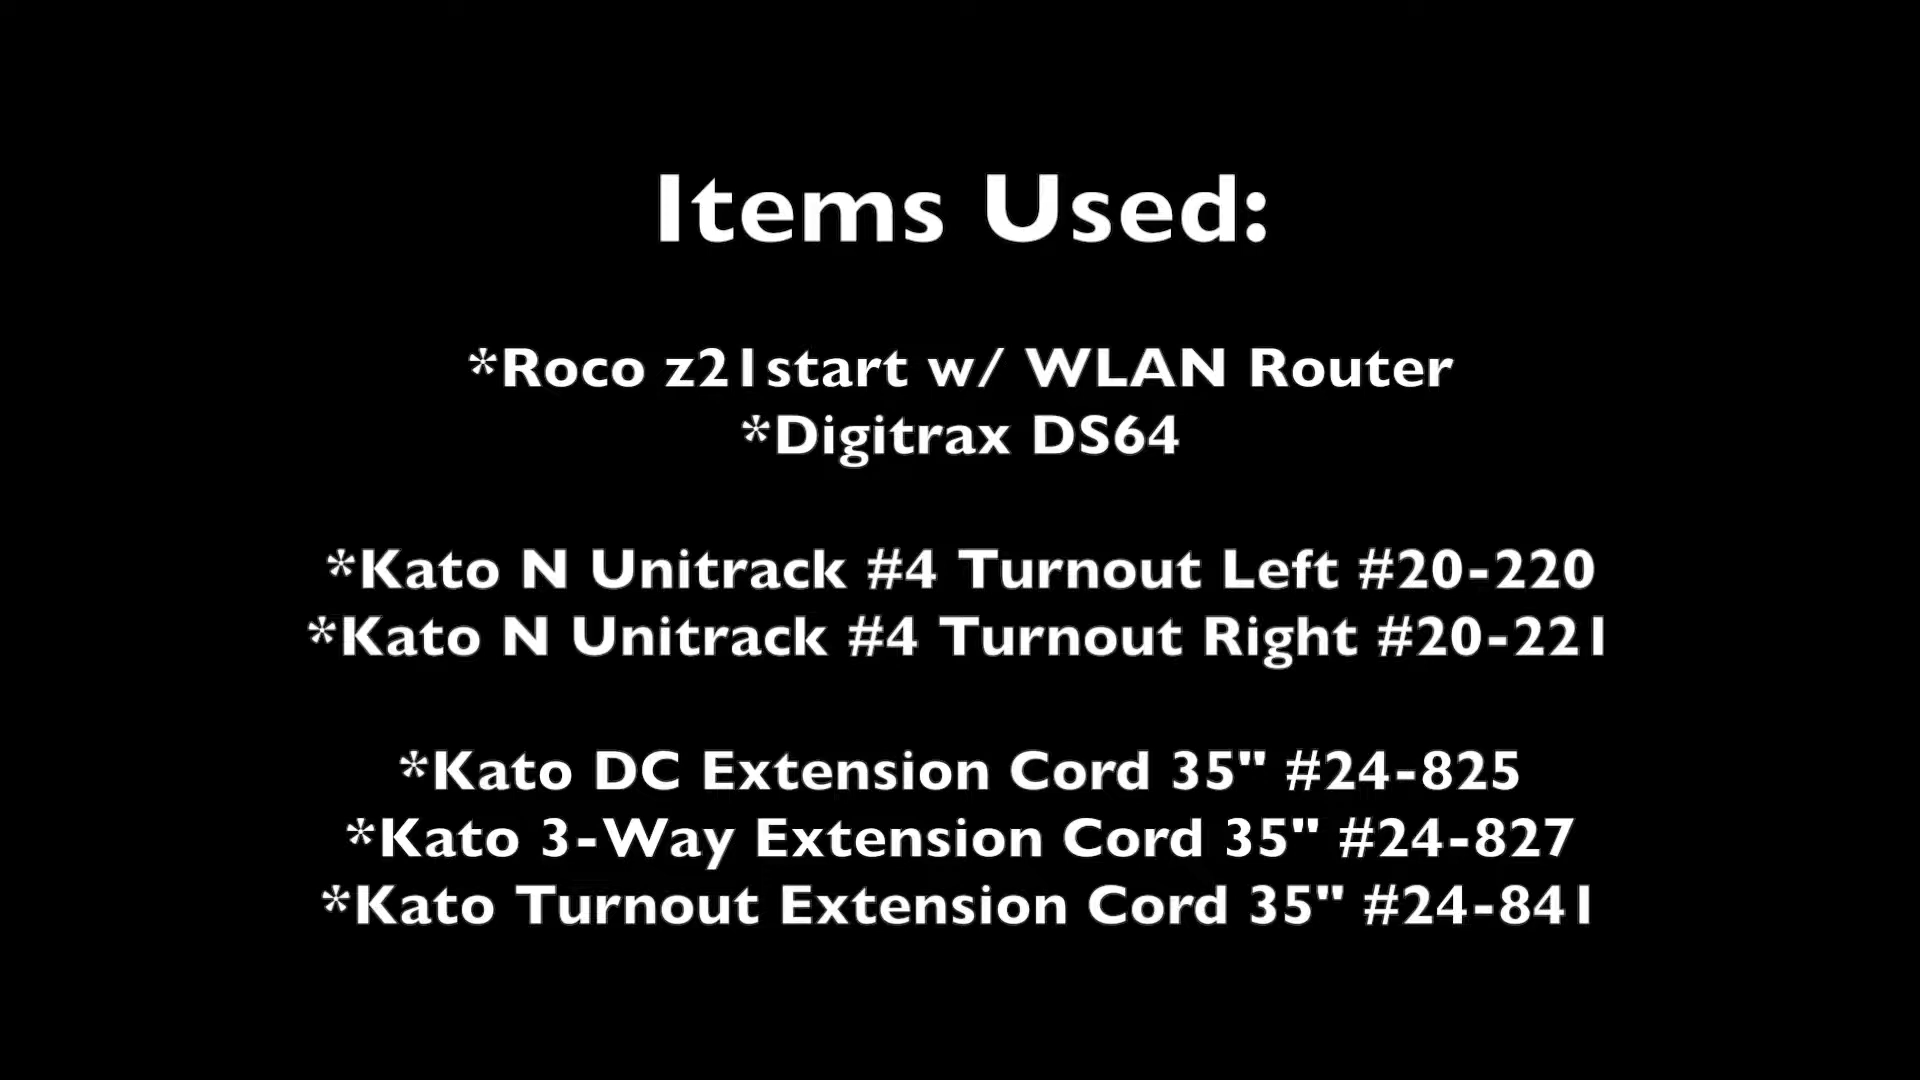 Items Used:
*Roco z21start w/ WLAN Router
*Digitrax DS64
*Kato N Unitrack #4 Turnout Left #20-220
*Kato N Unitrack #4 Turnout Right #20-221
*Kato DC Extension Cord 35" #24-825
*Kato 3-Way Extension Cord 35" #24-827
*Kato Turnout Extension Cord 35" #24-841